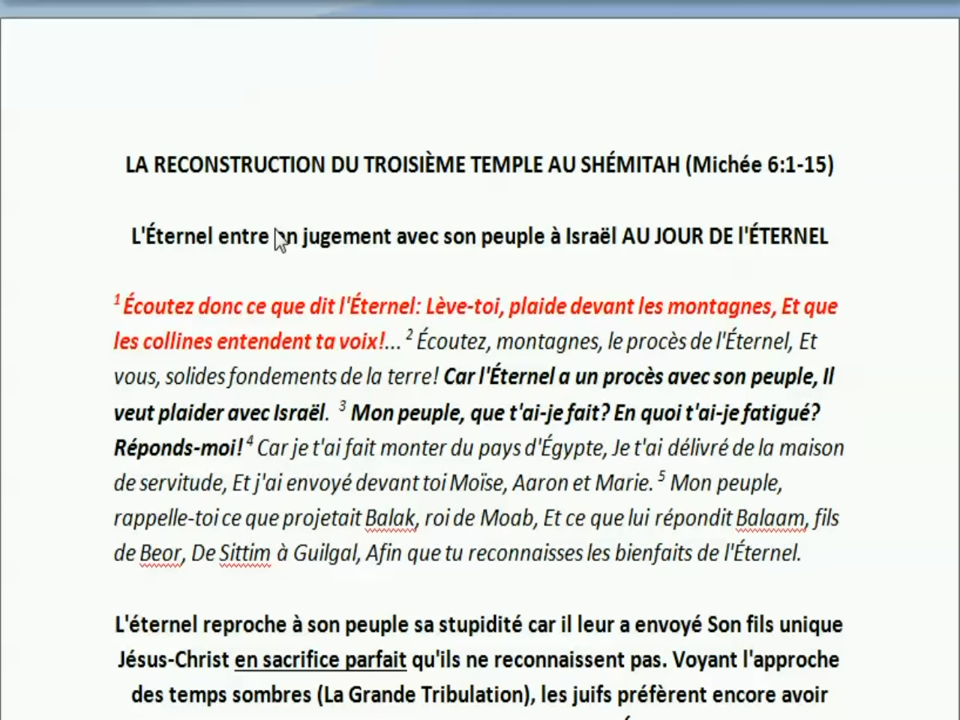 LA RECONSTRUCTION DU TROISIÈME TEMPLE AU SHÉMITAH (Michée 6:1-15)
L'Éternel entre en jugement avec son peuple à Israël AU JOUR DE l'ÉTERNEL
1 Écoutez donc ce que dit l'Éternel: Lève-toi, plaide devant les montagnes, Et que
les collines entendent ta voix!... 2 Écoutez, montagnes, le procès de l'Éternel, Et
vous, solides fondements de la terre! Car l'Éternel a un procès avec son peuple, Il
veut plaider avec Israël. 3 Mon peuple, que t'ai-je fait? En quoi t'ai-je fatigué?
Réponds-moi! 4 Car je t'ai fait monter du pays d'Égypte, Je t'ai délivré de la maison
de servitude, Et j'ai envoyé devant toi Moïse, Aaron et Marie. 5 Mon peuple,
rappelle-toi ce que projetait Balak, roi de Moab, Et ce que lui répondit Balaam, fils
de Beor, De Sittim à Guilgal, Afin que tu reconnaisses les bienfaits de l'Éternel.
L'éternel reproche à son peuple sa stupidité car il leur a envoyé Son fils unique
Jésus-Christ en sacrifice parfait qu'ils ne reconnaissent pas. Voyant l'approche
des temps sombres (La Grande Tribulation), les juifs préfèrent encore avoir